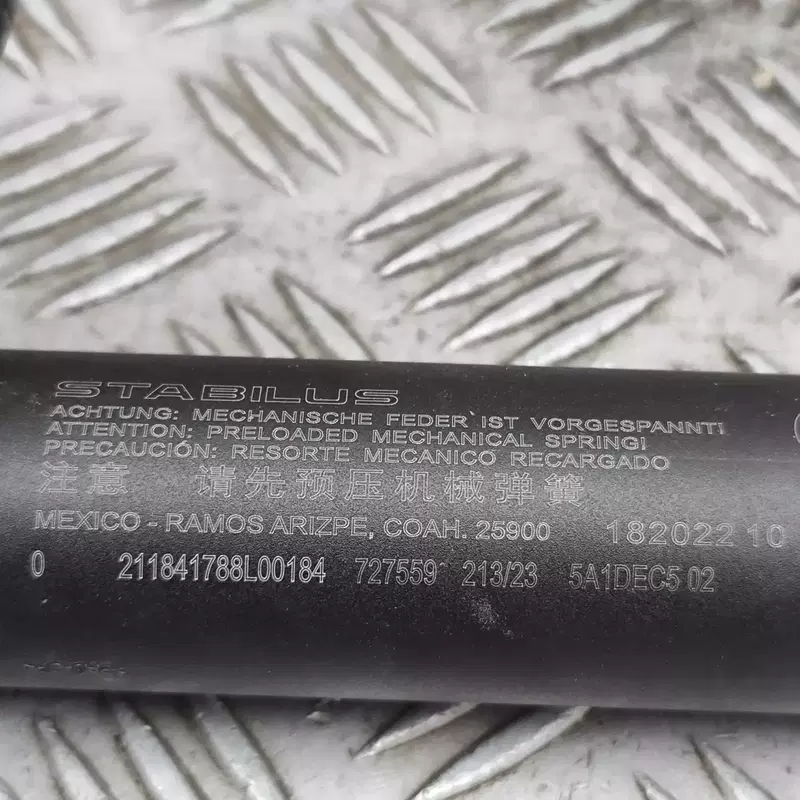 STABILUS
ACHTUNG: MECHANISCHE FEDER IST VORGESPANNT!
ATTENTION: PRELOADED MECHANICAL SPRING!
PRECAUCIÓN: RESORTE MECANICO RECARGADO
注意 请先预压机械弹簧
MEXICO - RAMOS ARIZPE, COAH. 25900 18202210
0 211841788L00184 727559 213/23 5A1DEC5 02